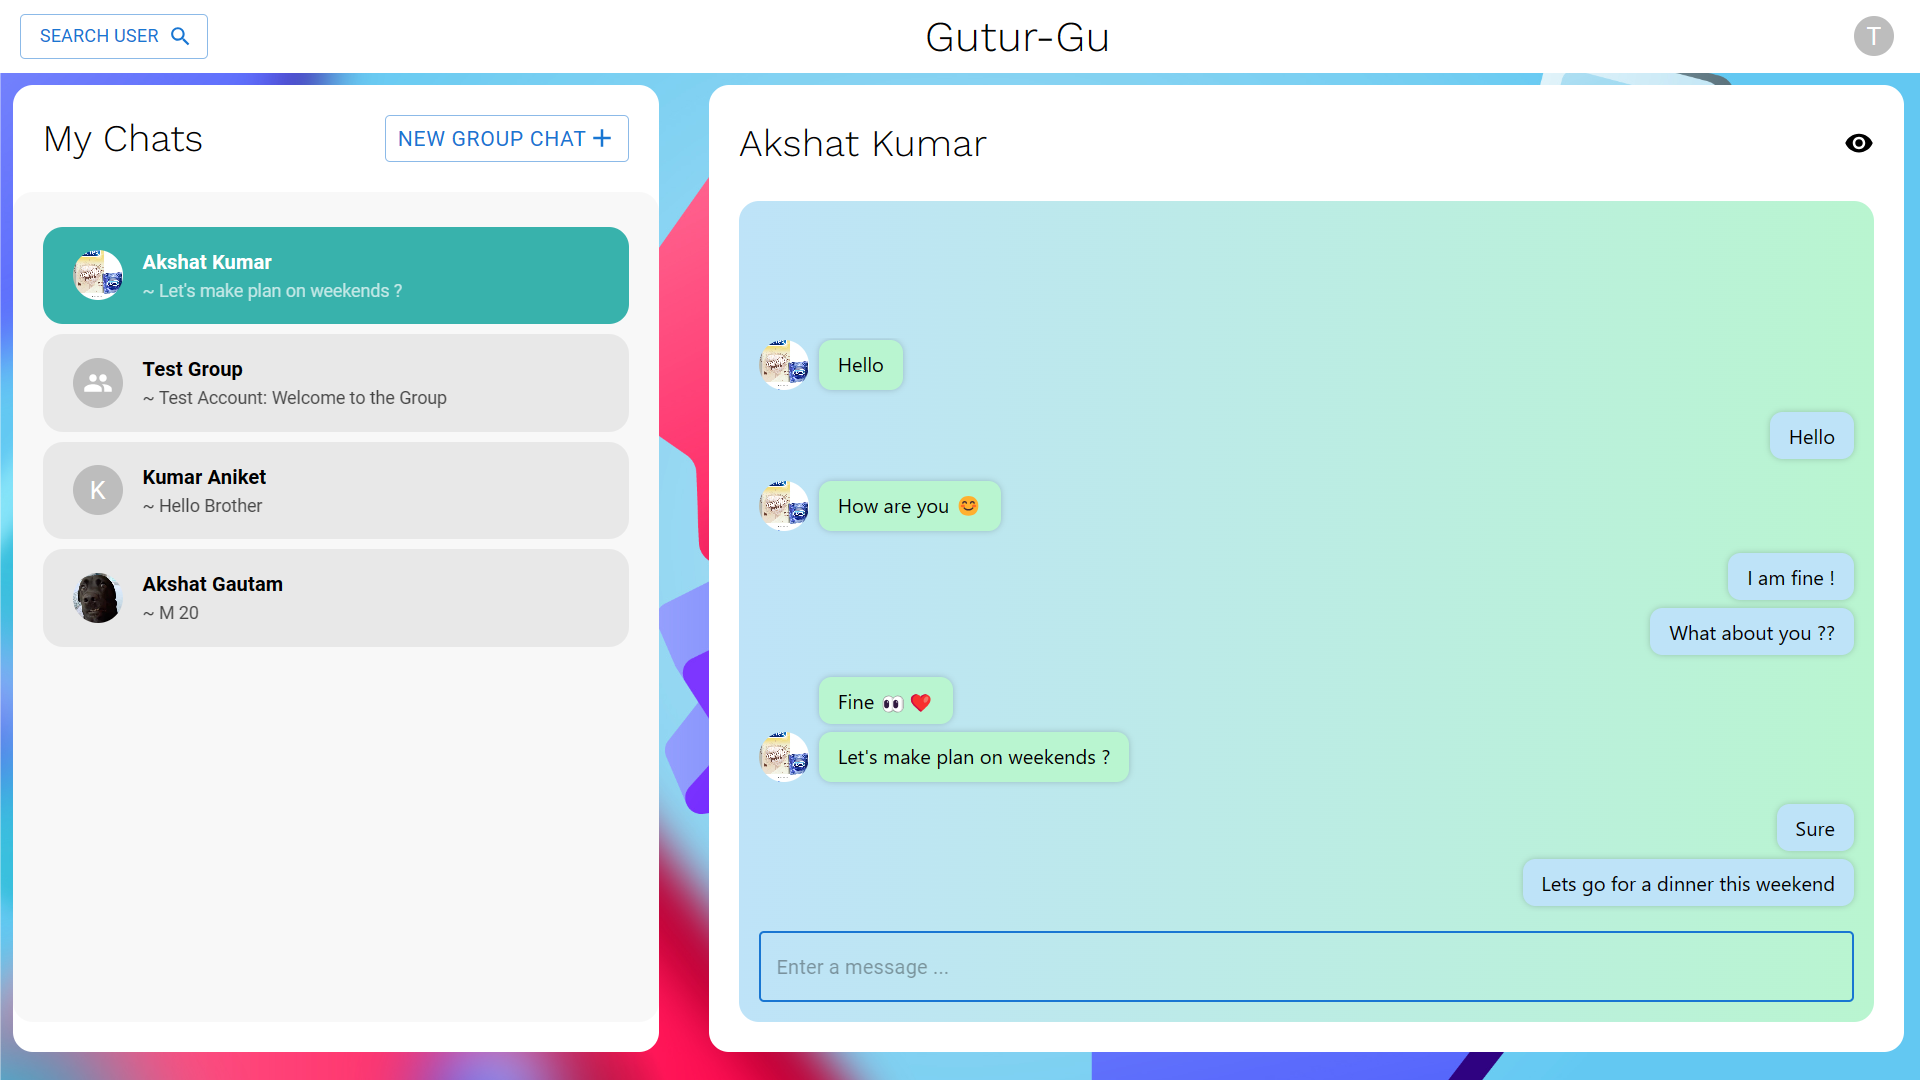 SEARCH USER
Gutur-Gu
T
My Chats
NEW GROUP CHAT +
Akshat Kumar
~ Let's make plan on weekends ?
Test Group
~ Test Account: Welcome to the Group
K
Kumar Aniket
~ Hello Brother
Akshat Gautam
~ M 20
Akshat Kumar
Hello
Hello
How are you 😊
I am fine !
What about you ??
Fine 👀 ❤️
Let's make plan on weekends ?
Sure
Lets go for a dinner this weekend
Enter a message ...